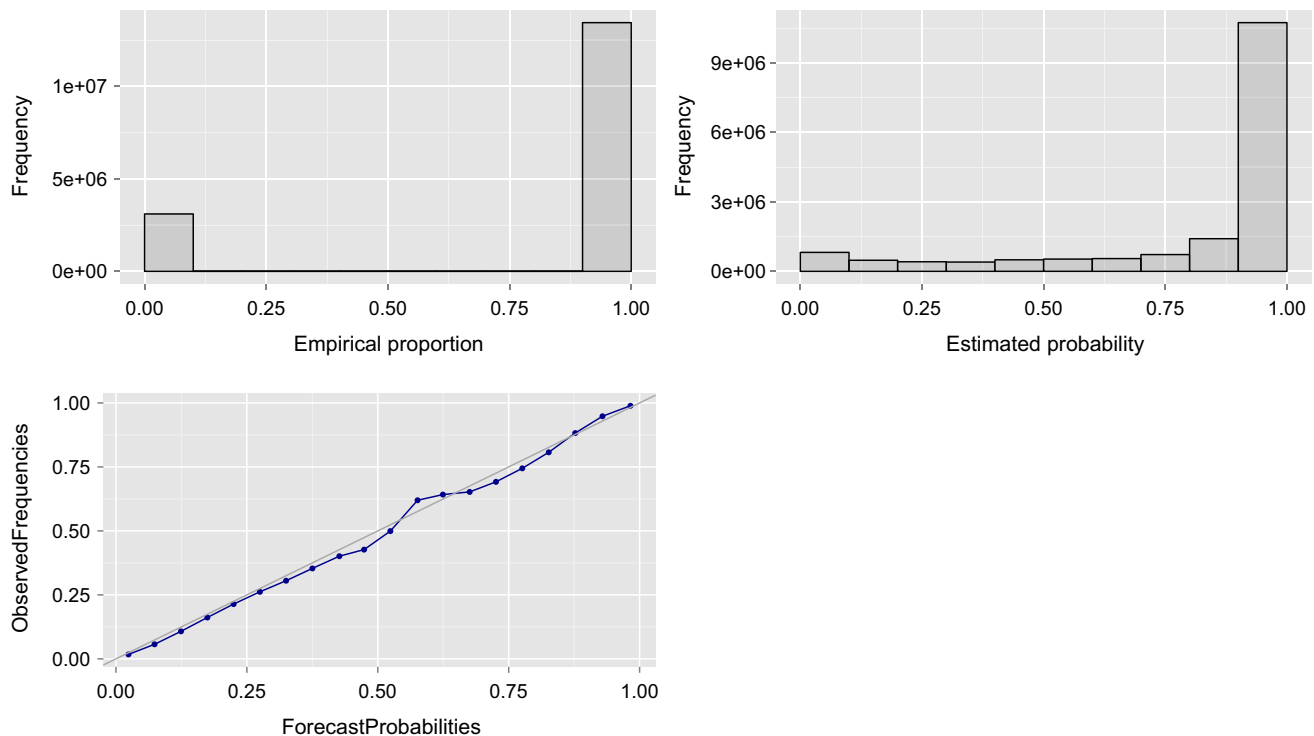 Frequency
1e+07
5e+06
0e+00
0.00 0.25 0.50 0.75 1.00
Empirical proportion
Frequency
9e+06
6e+06
3e+06
0e+00
0.00 0.25 0.50 0.75 1.00
Estimated probability
ObservedFrequencies
1.00
0.75
0.50
0.25
0.00
0.00 0.25 0.50 0.75 1.00
ForecastProbabilities